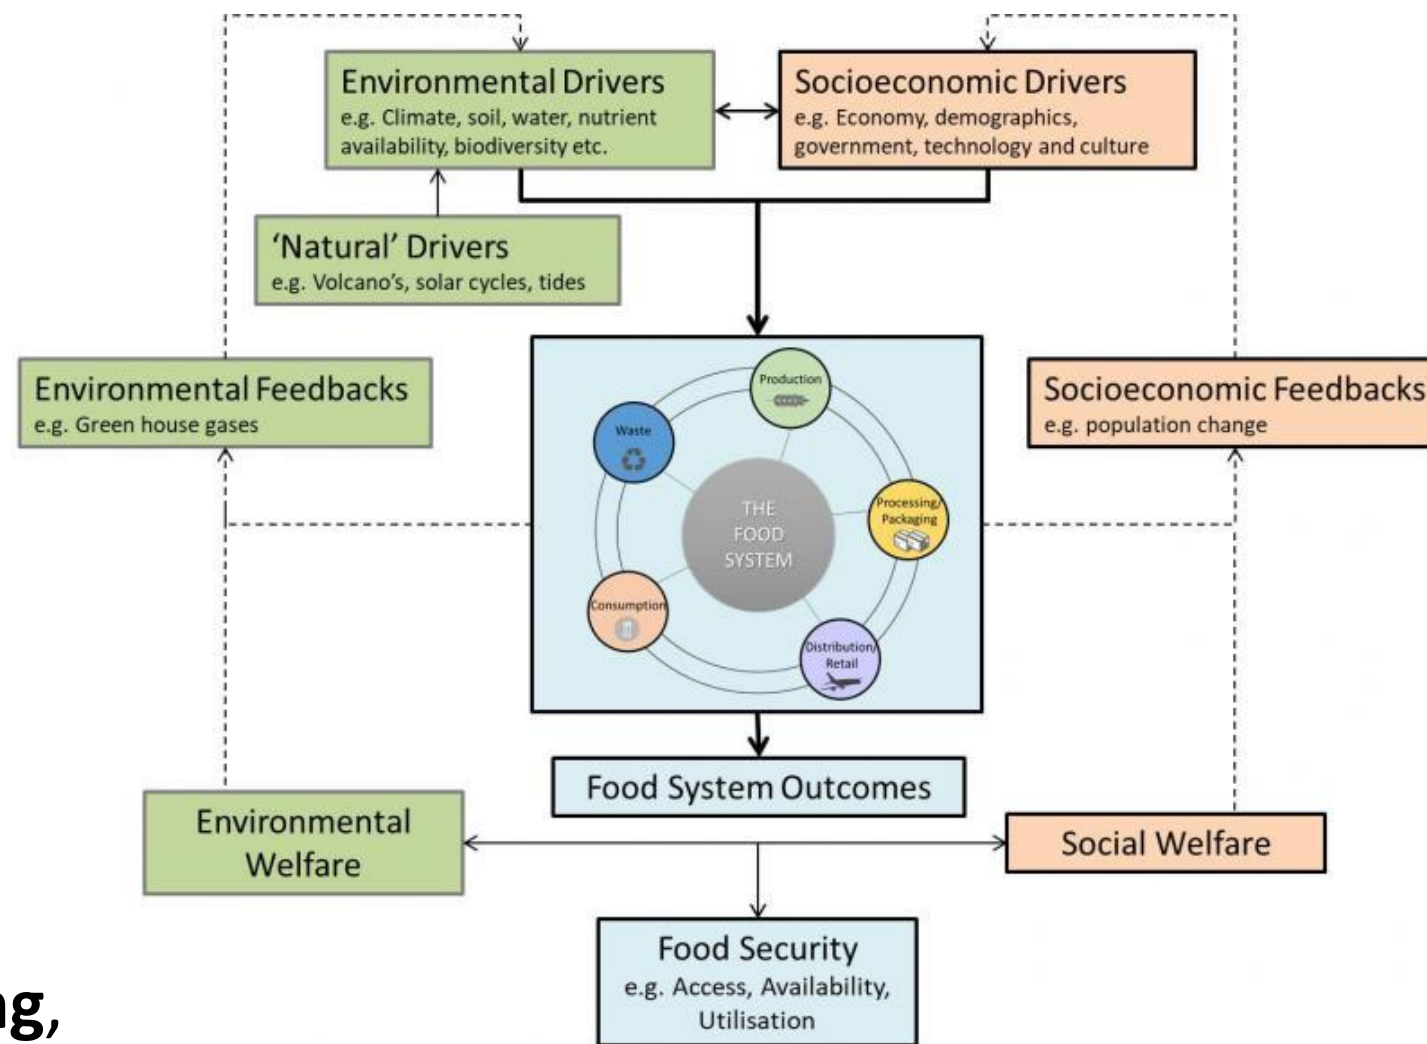 Environmental Drivers
e.g. Climate, soil, water, nutrient
availability, biodiversity etc.
Socioeconomic Drivers
e.g. Economy, demographics,
government, technology and culture
‘Natural’ Drivers
e.g. Volcano’s, solar cycles, tides
Environmental Feedbacks
e.g. Green house gases
Socioeconomic Feedbacks
e.g. population change
Production
Waste
Processing/
Packaging
THE
FOOD
SYSTEM
Consumption
Distribution/
Retail
Food System Outcomes
Environmental
Welfare
Social Welfare
Food Security
e.g. Access, Availability,
Utilisation
ng,